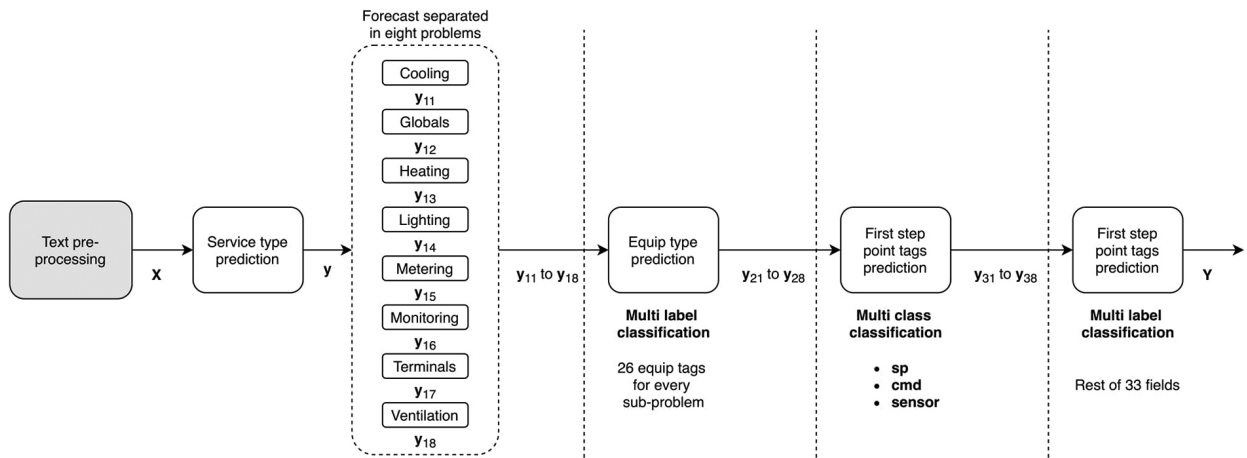 Forecast separated
in eight problems
Cooling
y11
Globals
y12
Heating
y13
Lighting
y14
Metering
y15
Monitoring
y16
Terminals
y17
Ventilation
y18
Text pre-
processing
X
Service type
prediction
y
y11 to y18
Equip type
prediction
Multi label
classification
26 equip tags
for every
sub-problem
y21 to y28
First step
point tags
prediction
Multi class
classification
• sp
• cmd
• sensor
y31 to y38
First step
point tags
prediction
Multi label
classification
Rest of 33 fields
Y